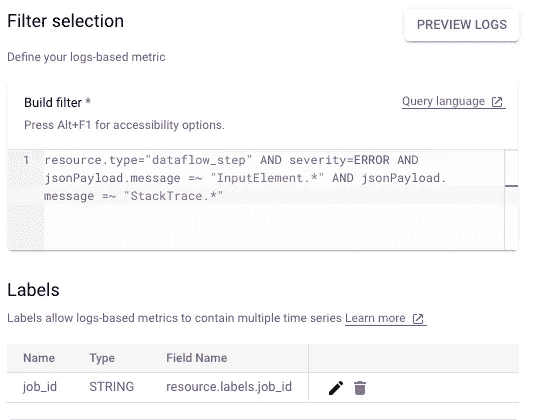 Filter selection
PREVIEW LOGS
Define your logs-based metric
Build filter *
Query language
Press Alt+F1 for accessibility options.
1 resource.type="dataflow_step" AND severity=ERROR AND
jsonPayload.message =~ "InputElement.*" AND jsonPayload.
message =~ "StackTrace.*"
Labels
Labels allow logs-based metrics to contain multiple time series Learn more
Name Type Field Name
job_id STRING resource.labels.job_id